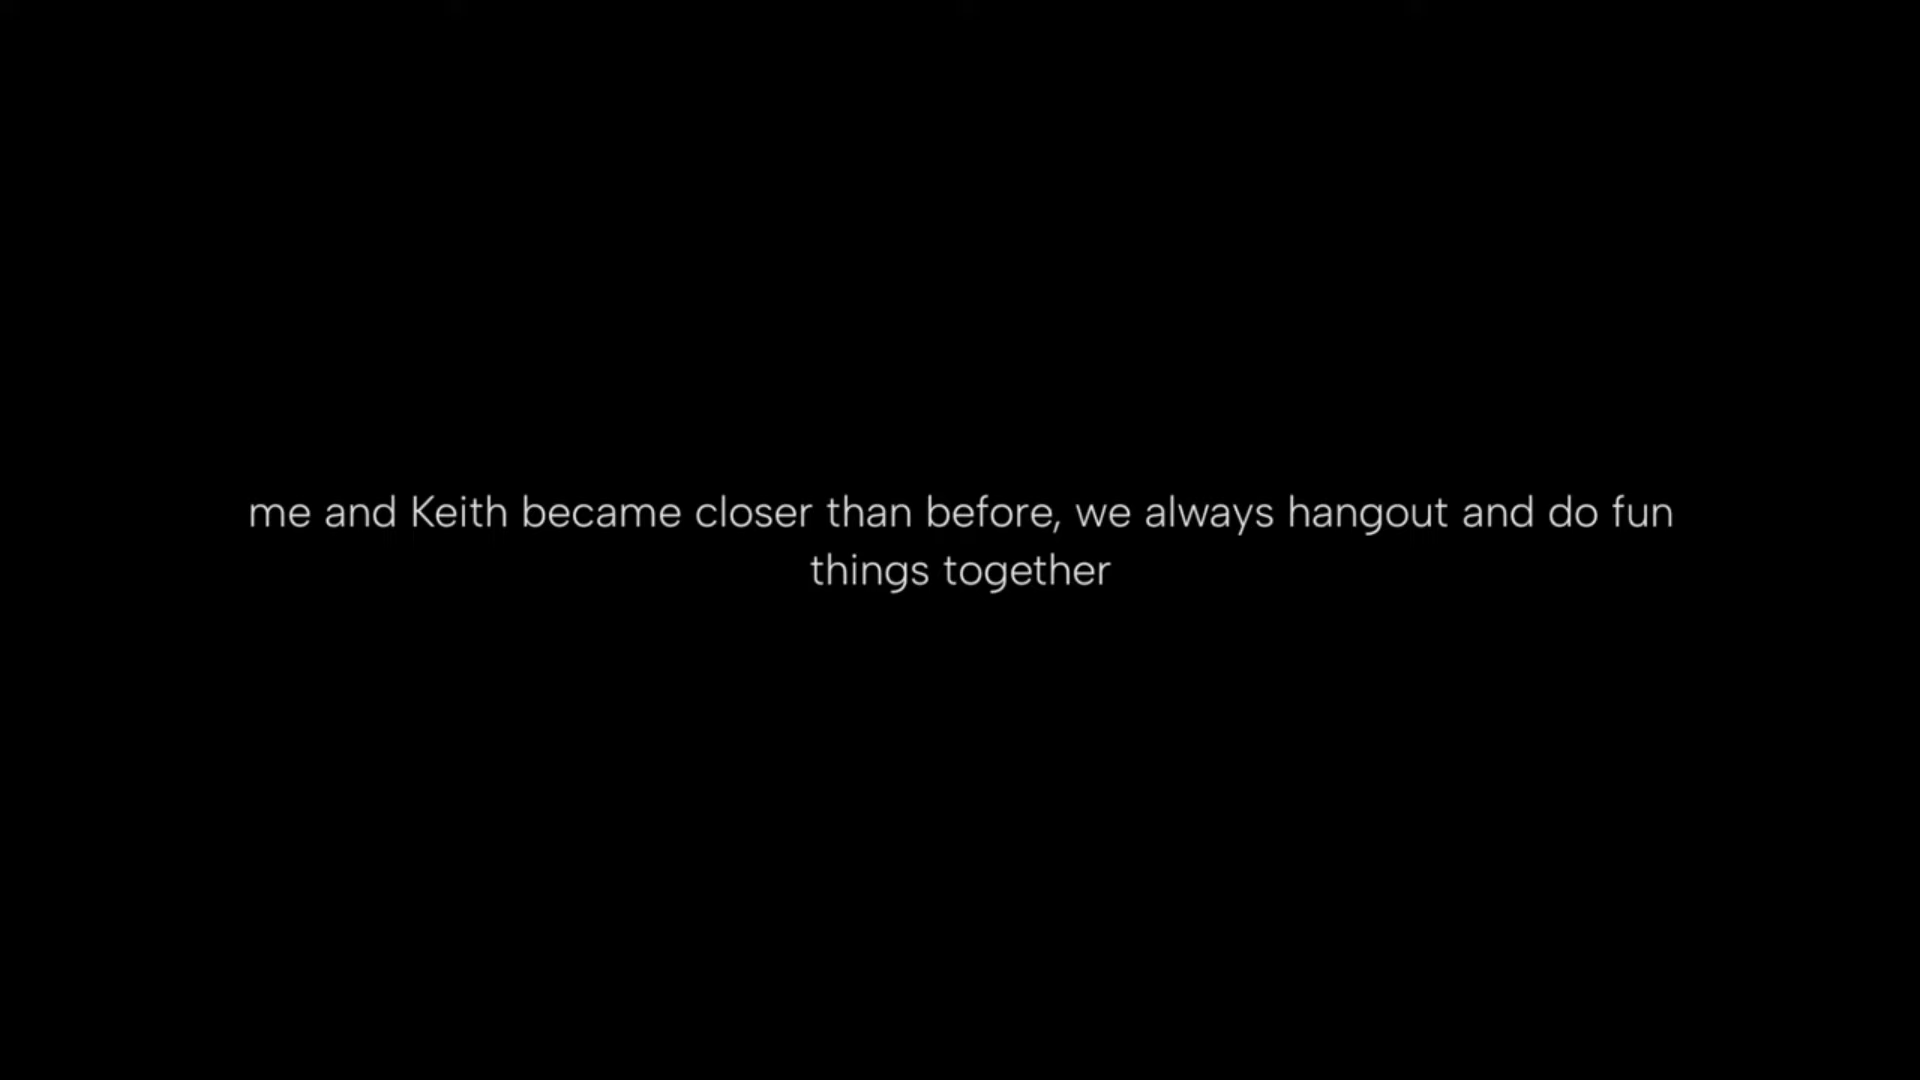 me and Keith became closer than before, we always hangout and do fun
things together